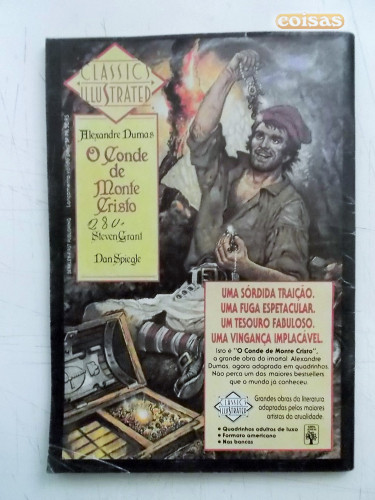 coisas
CLASSICS
ILLUSTRATED
Alexandre Dumas
O Conde
de
Monte
Cristo
Steven Grant
Dan Spiegle
UMA SÓRDIDA TRAIÇÃO.
UMA FUGA ESPETACULAR.
UM TESOURO FABULOSO.
UMA VINGANÇA IMPLACÁVEL.
Isto é "O Conde de Monte Cristo",
a grande obra do imortal Alexandre
Dumas, agora adaptada em quadrinhos.
Não perca um dos maiores bestsellers
que o mundo já conheceu.
CLASSICS
ILLUSTRATED
Grandes obras da literatura
adaptadas pelos maiores
artistas da atualidade.
• Quadrinhos adultos de luxo
• Formato americano
• Nas bancas